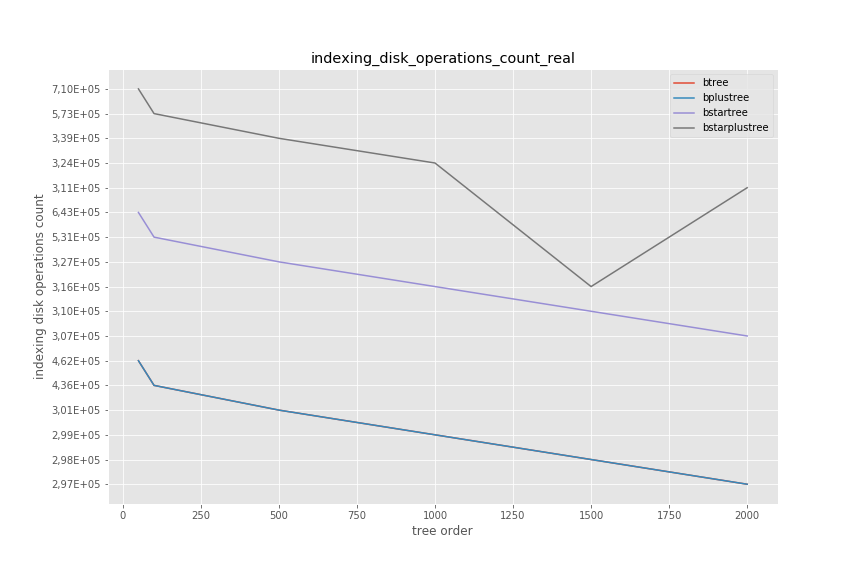 indexing_disk_operations_count_real
btree
bplustree
bstartree
bstarplustree
indexing disk operations count
7,10E+05
5,73E+05
3,39E+05
3,24E+05
3,11E+05
6,43E+05
5,31E+05
3,27E+05
3,16E+05
3,10E+05
3,07E+05
4,62E+05
4,36E+05
3,01E+05
2,99E+05
2,98E+05
2,97E+05
0 250 500 750 1000 1250 1500 1750 2000
tree order